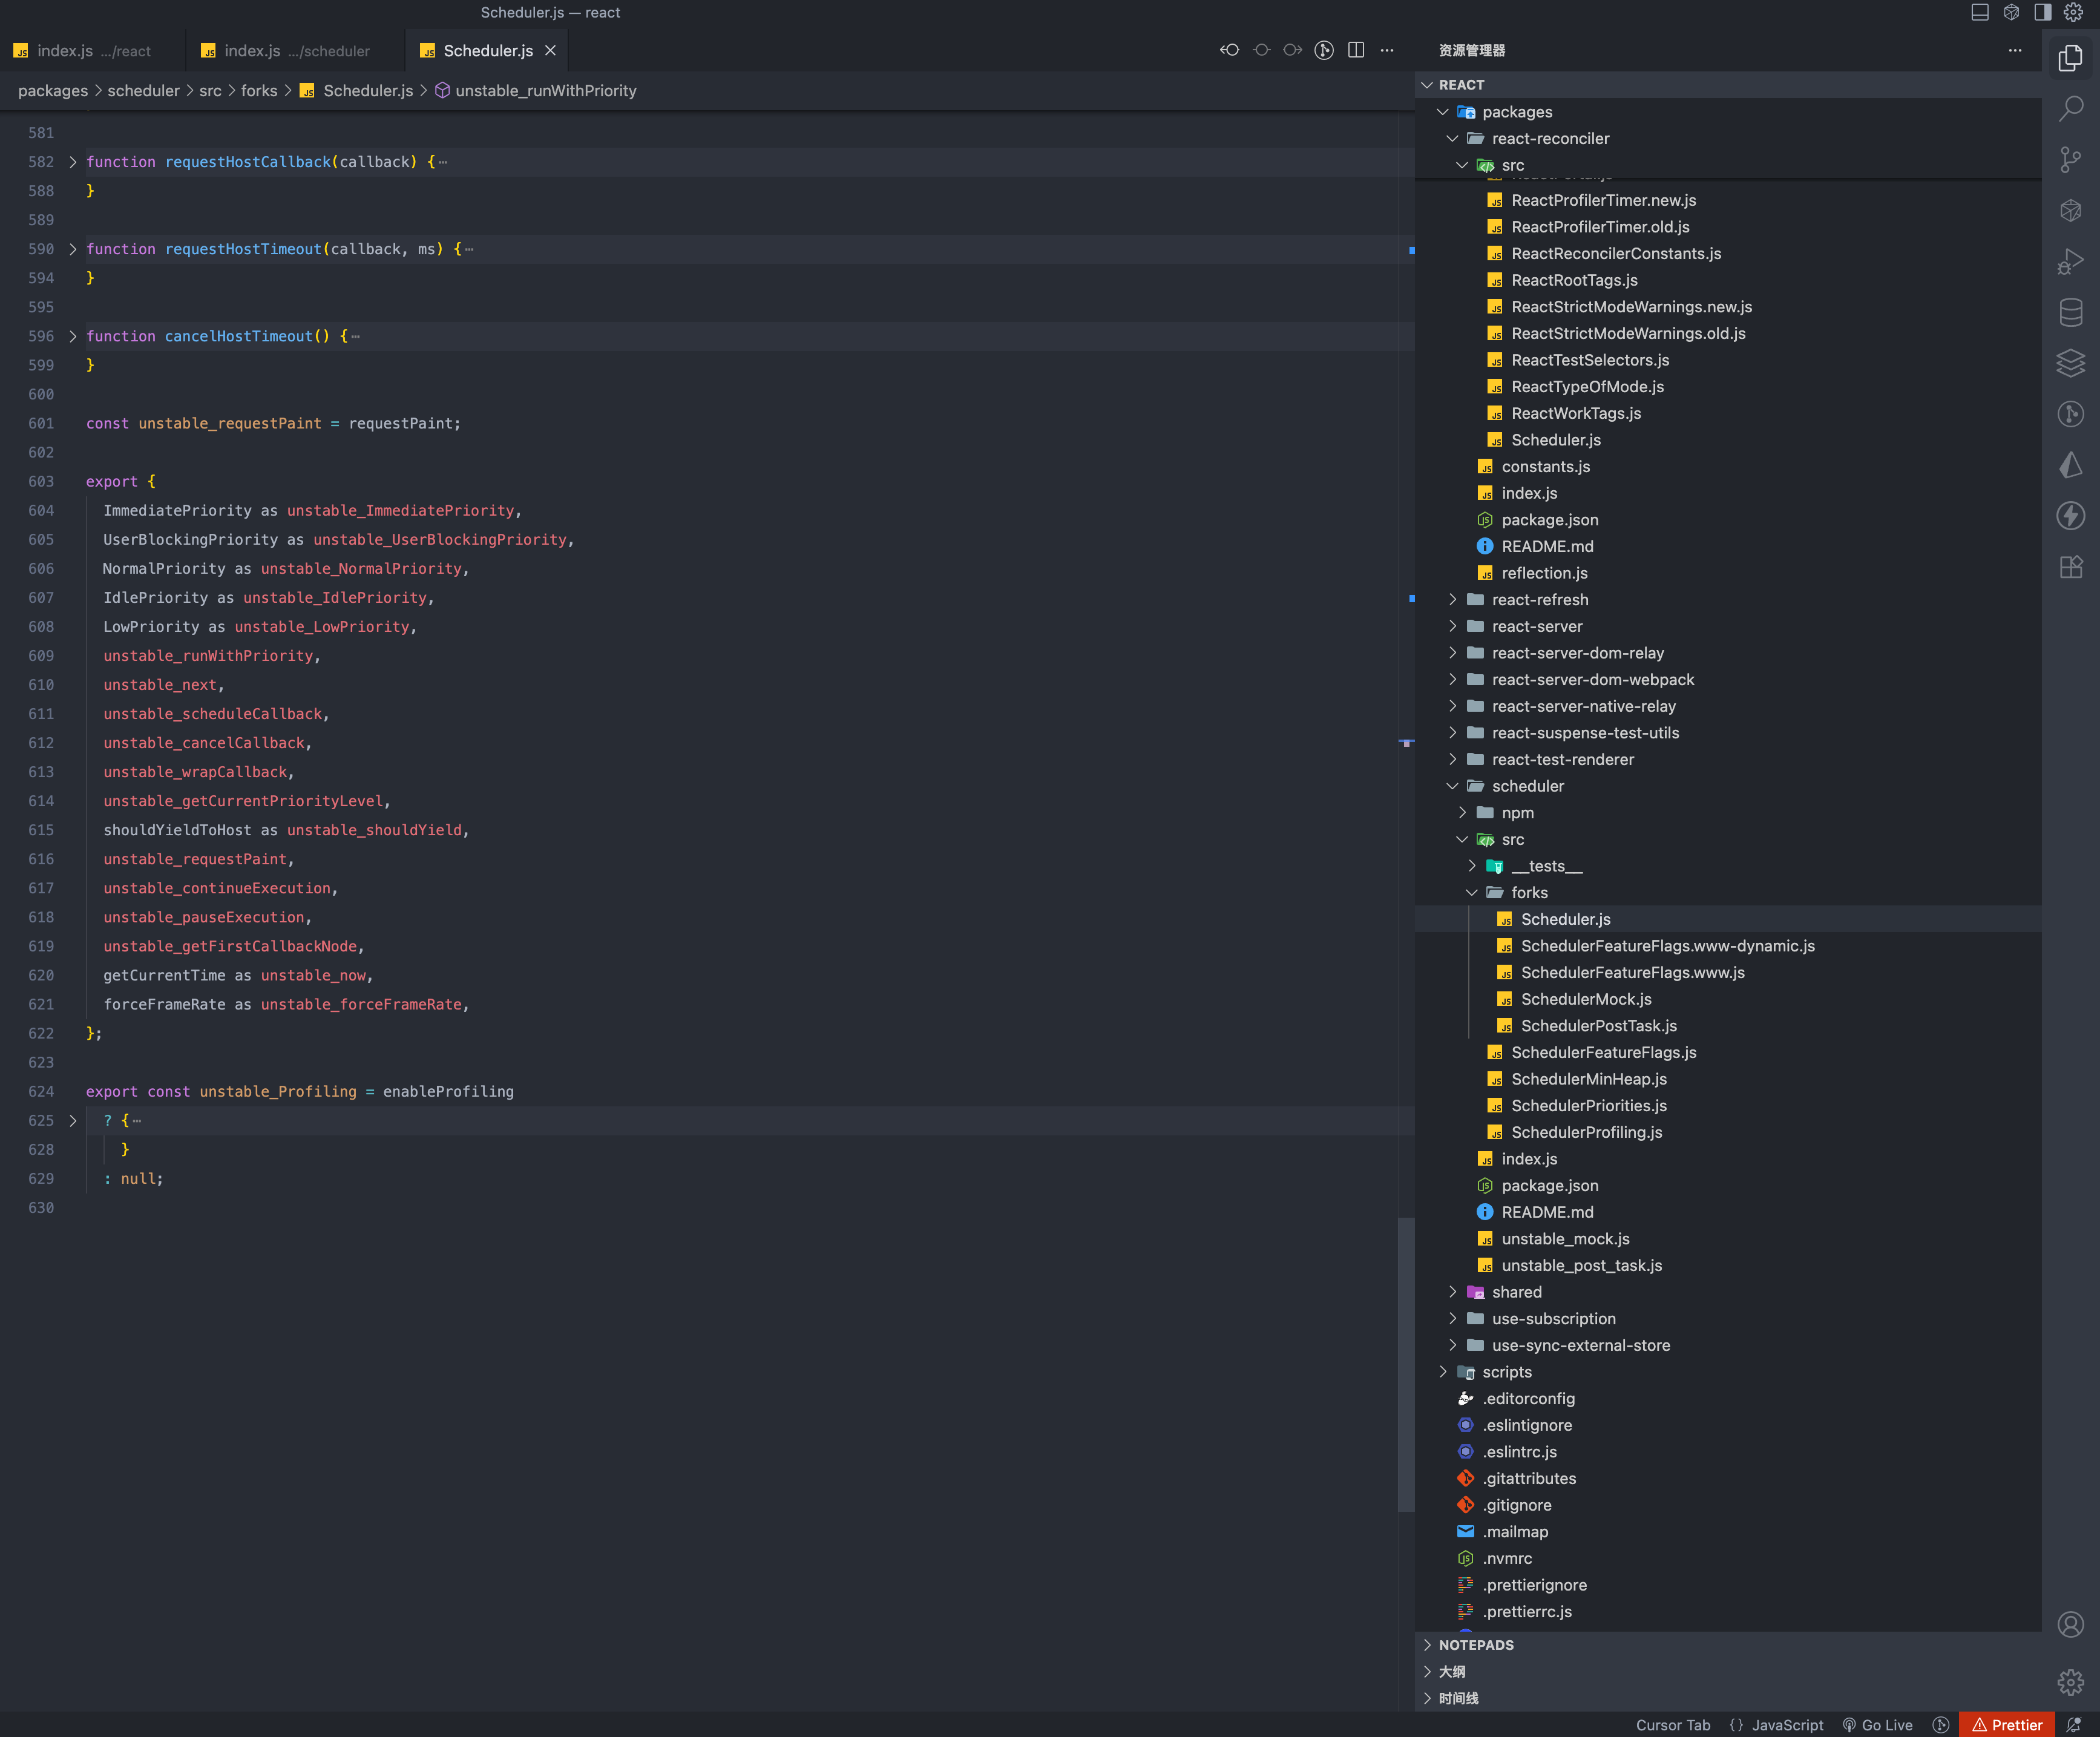 Scheduler.js — react
index.js .../react
index.js .../scheduler
Scheduler.js
packages > scheduler > src > forks > Scheduler.js > unstable_runWithPriority
581
582 function requestHostCallback(callback) {⋯
588 }
589
590 function requestHostTimeout(callback, ms) {⋯
594 }
595
596 function cancelHostTimeout() {⋯
599 }
600
601 const unstable_requestPaint = requestPaint;
602
603 export {
604 ImmediatePriority as unstable_ImmediatePriority,
605 UserBlockingPriority as unstable_UserBlockingPriority,
606 NormalPriority as unstable_NormalPriority,
607 IdlePriority as unstable_IdlePriority,
608 LowPriority as unstable_LowPriority,
609 unstable_runWithPriority,
610 unstable_next,
611 unstable_scheduleCallback,
612 unstable_cancelCallback,
613 unstable_wrapCallback,
614 unstable_getCurrentPriorityLevel,
615 shouldYieldToHost as unstable_shouldYield,
616 unstable_requestPaint,
617 unstable_continueExecution,
618 unstable_pauseExecution,
619 unstable_getFirstCallbackNode,
620 getCurrentTime as unstable_now,
621 forceFrameRate as unstable_forceFrameRate,
622 };
623
624 export const unstable_Profiling = enableProfiling
625 ? {⋯
628 }
629 : null;
630
资源管理器
REACT
packages
react-reconciler
src
ReactProfilerTimer.new.js
ReactProfilerTimer.old.js
ReactReconcilerConstants.js
ReactRootTags.js
ReactStrictModeWarnings.new.js
ReactStrictModeWarnings.old.js
ReactTestSelectors.js
ReactTypeOfMode.js
ReactWorkTags.js
Scheduler.js
constants.js
index.js
package.json
README.md
reflection.js
react-refresh
react-server
react-server-dom-relay
react-server-dom-webpack
react-server-native-relay
react-suspense-test-utils
react-test-renderer
scheduler
npm
src
__tests__
forks
Scheduler.js
SchedulerFeatureFlags.www-dynamic.js
SchedulerFeatureFlags.www.js
SchedulerMock.js
SchedulerPostTask.js
SchedulerFeatureFlags.js
SchedulerMinHeap.js
SchedulerPriorities.js
SchedulerProfiling.js
index.js
package.json
README.md
unstable_mock.js
unstable_post_task.js
shared
use-subscription
use-sync-external-store
scripts
.editorconfig
.eslintignore
.eslintrc.js
.gitattributes
.gitignore
.mailmap
.nvmrc
.prettierignore
.prettierrc.js
NOTEPADS
大纲
时间线
Cursor Tab {} JavaScript Go Live Prettier